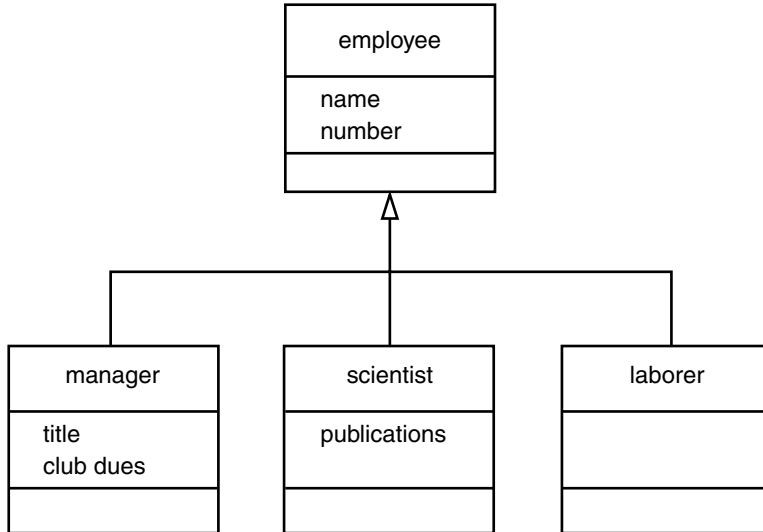 employee
name
number
manager
title
club dues
scientist
publications
laborer